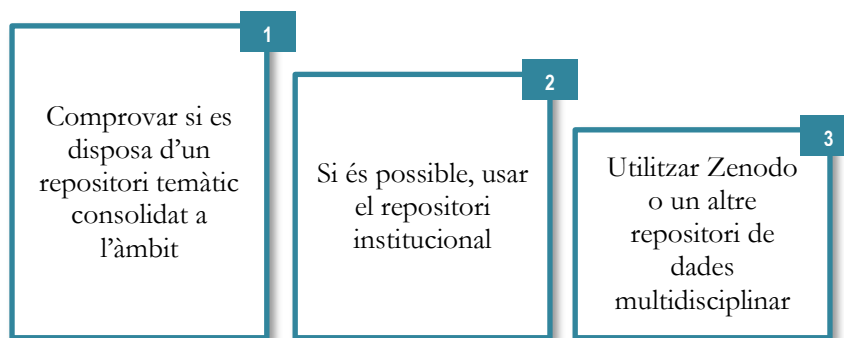 1
Comprovar si es
disposa d’un
repositori temàtic
consolidat a
l’àmbit
2
Si és possible, usar
el repositori
institucional
3
Utilitzar Zenodo
o un altre
repositori de
dades
multidisciplinar